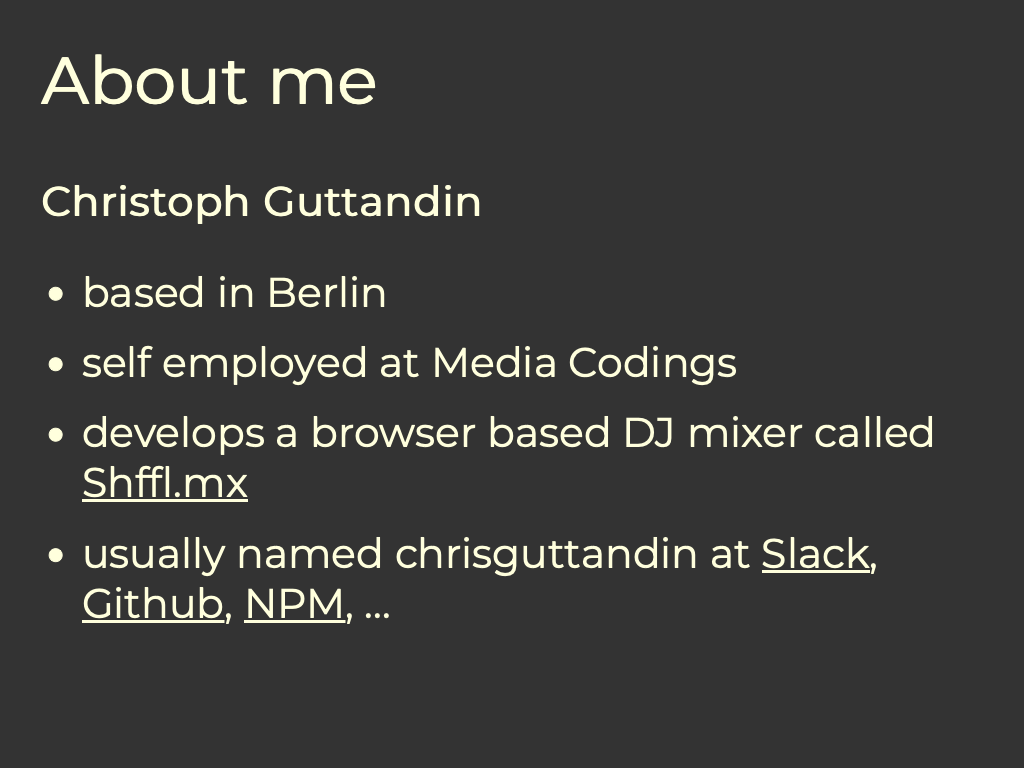 About me
Christoph Guttandin
• based in Berlin
• self employed at Media Codings
• develops a browser based DJ mixer called
Shffl.mx
• usually named chrisguttandin at Slack,
Github, NPM, ...